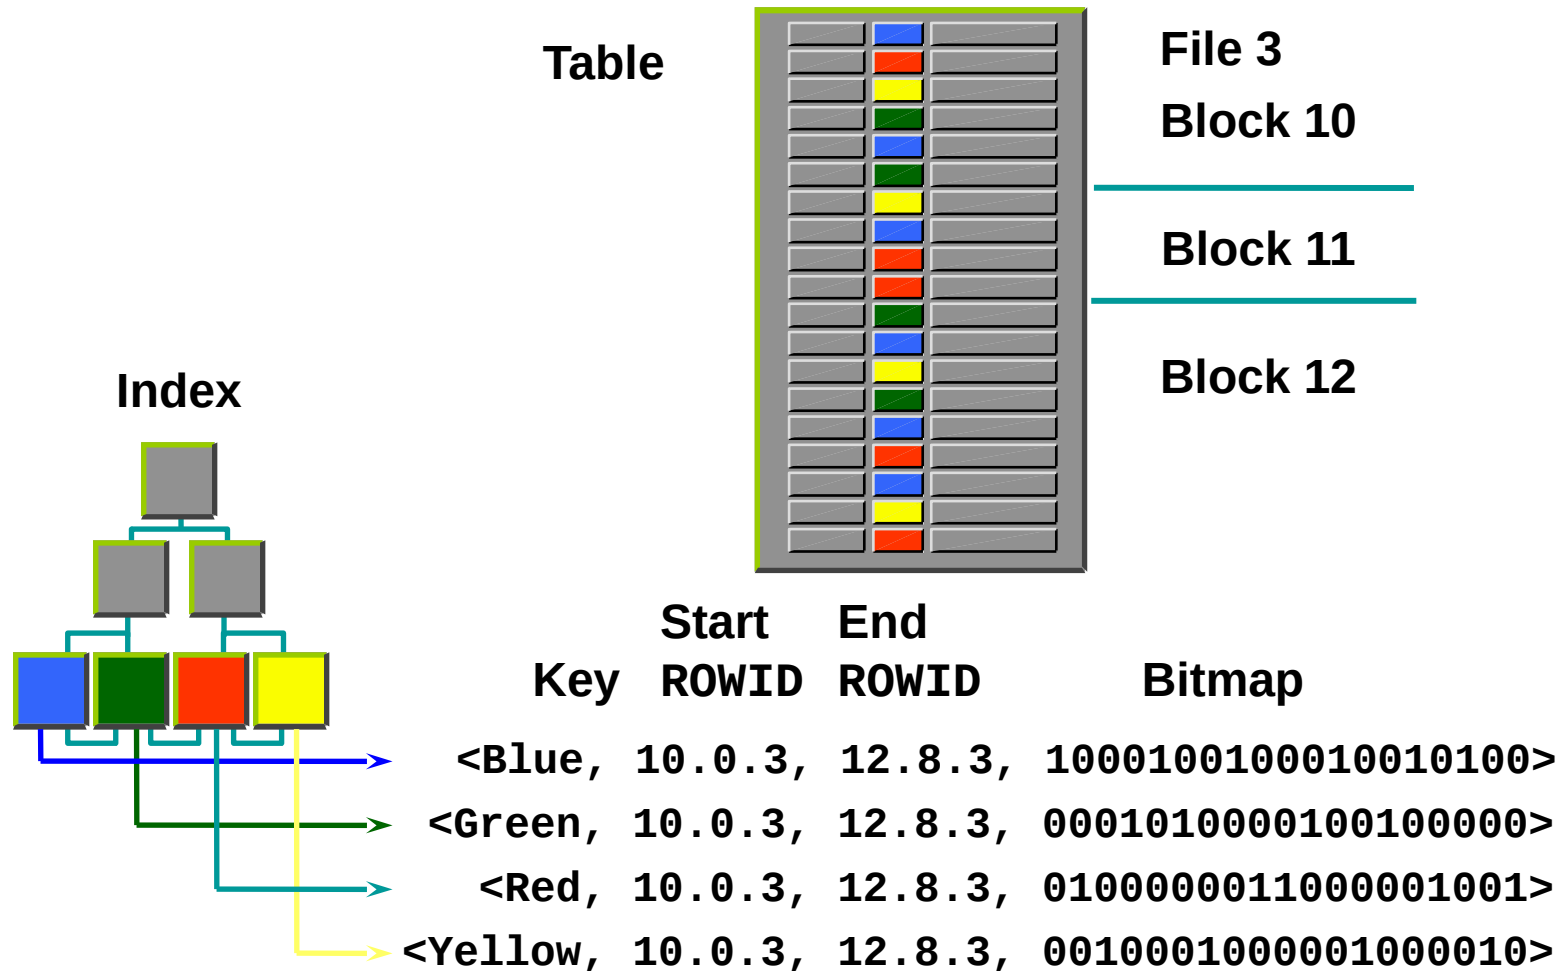 Table
File 3
Block 10
Block 11
Block 12
Index
Start End
Key ROWID ROWID Bitmap
<Blue, 10.0.3, 12.8.3, 1000100100010010100>
<Green, 10.0.3, 12.8.3, 0001010000100100000>
<Red, 10.0.3, 12.8.3, 0100000011000001001>
<Yellow, 10.0.3, 12.8.3, 0010001000001000010>